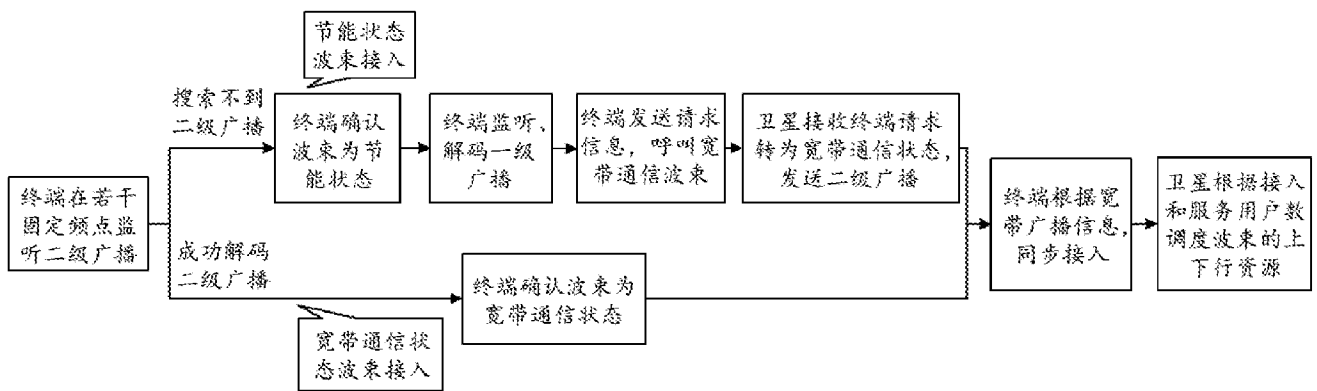 节能状态
波束接入
搜索不到
二级广播
终端确认
波束为节
能状态
终端监听、
解码一级
广播
终端发送请求
信息，呼叫宽
带通信波束
卫星接收终端请求
转为宽带通信状态，
发送二级广播
终端在若干
固定频点监
听二级广播
成功解码
二级广播
终端确认波束为
宽带通信状态
宽带通信状
态波束接入
终端根据宽
带广播信息，
同步接入
卫星根据接入
和服务用户数
调度波束的上
下行资源